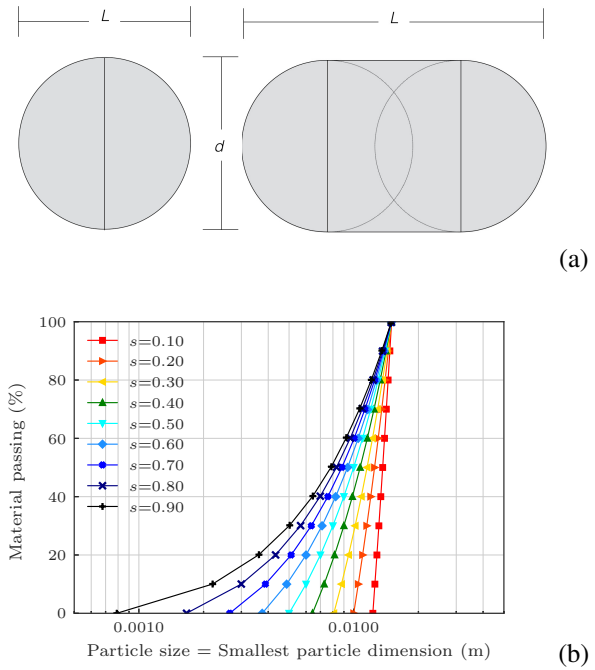 L
L
d
(a)
100
80
60
40
20
0
Material passing (%)
s=0.10
s=0.20
s=0.30
s=0.40
s=0.50
s=0.60
s=0.70
s=0.80
s=0.90
0.0010
0.0100
Particle size = Smallest particle dimension (m)
(b)